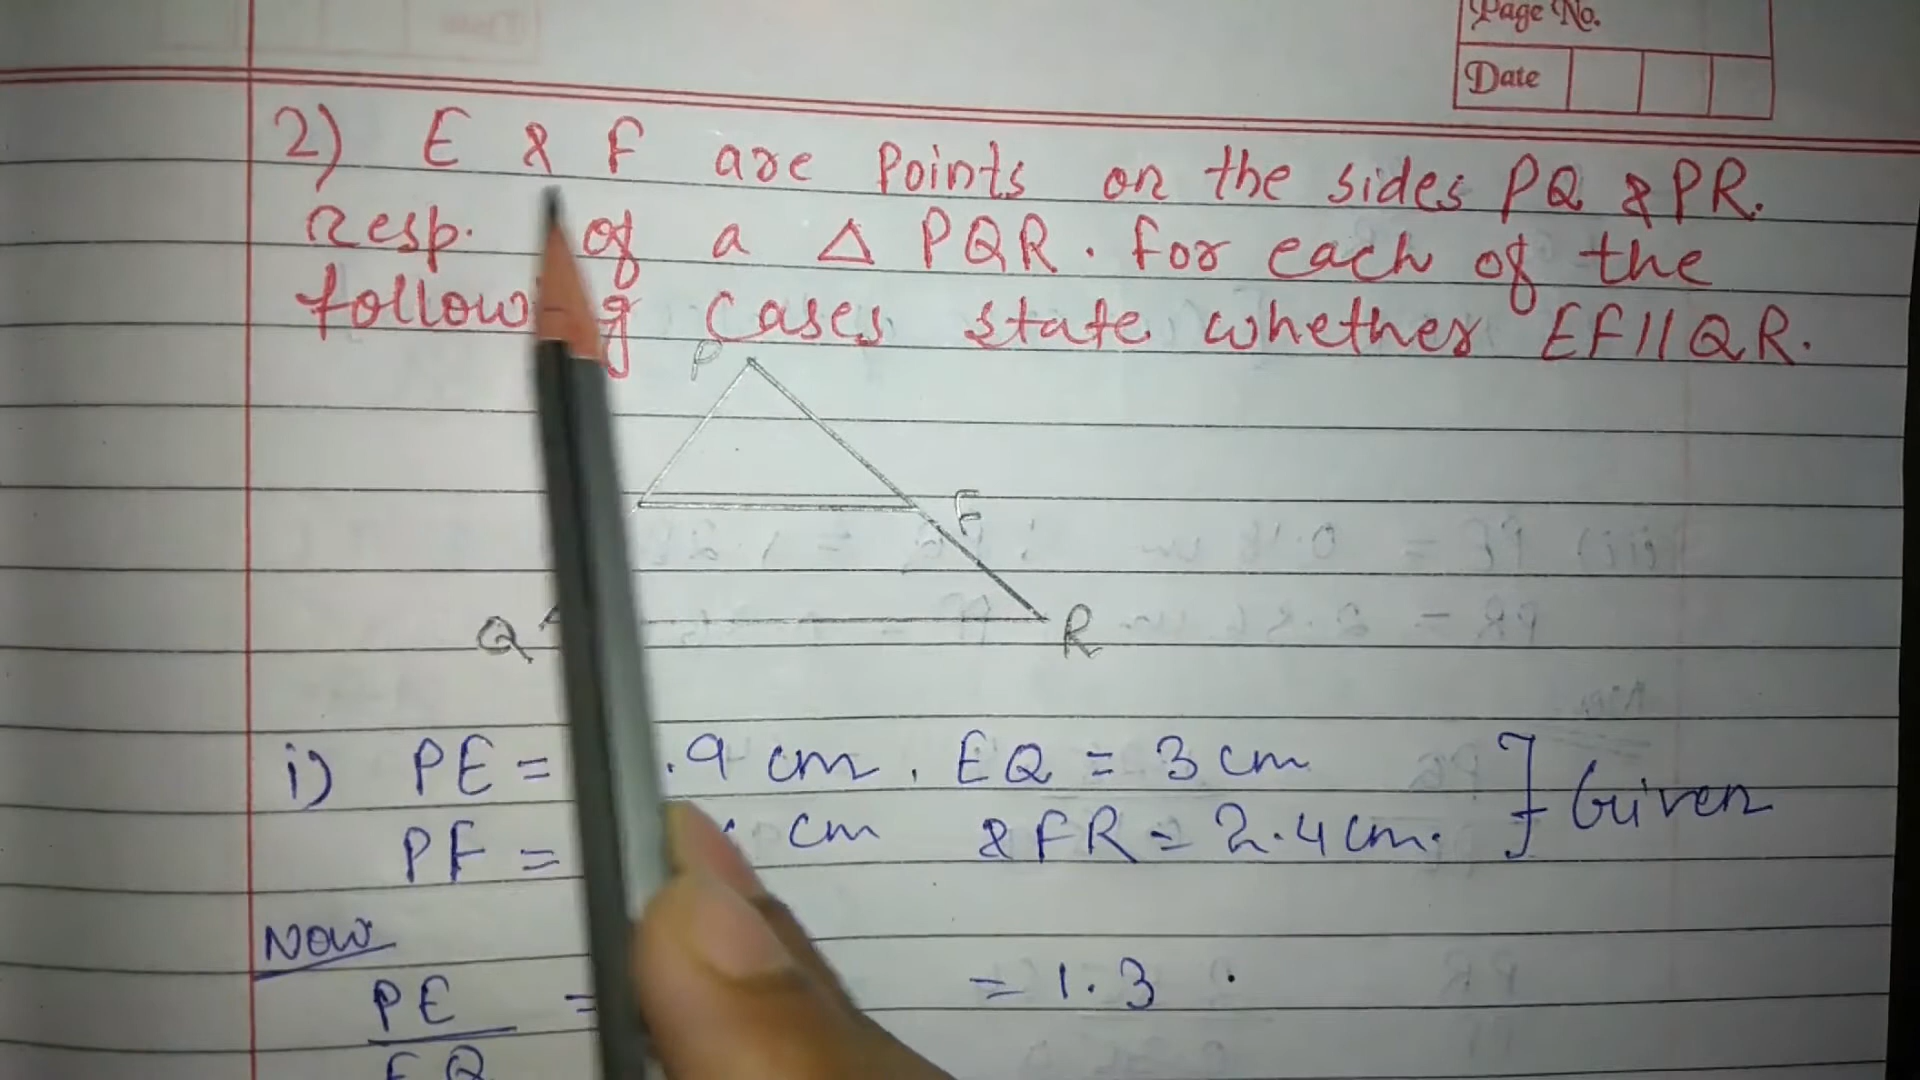 Page No.
Date
2) E & F are points on the sides PQ & PR.
Resp. of a △ PQR. For each of the
cases state whether EF||QR.
P
F
Q
R
i) PE = .9 cm. EQ = 3 cm
PF = cm & FR = 2.4 cm. } Given
Now
PE = = 1.3
EQ